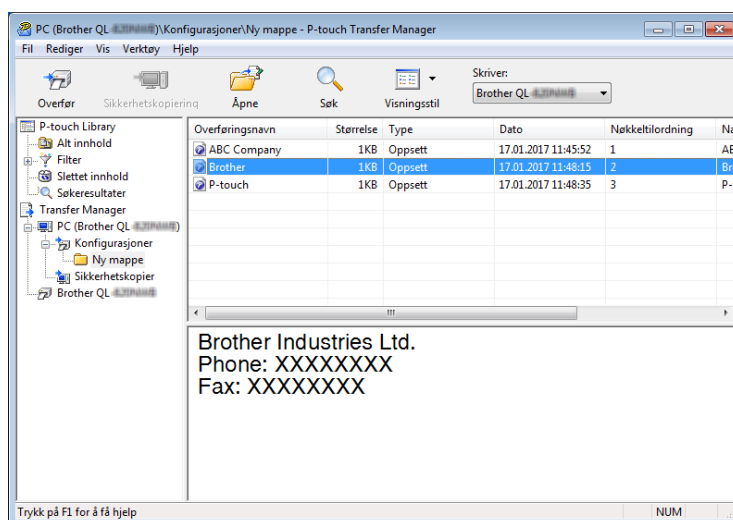 PC (Brother QL-)\Konfigurasjoner\Ny mappe - P-touch Transfer Manager
Fil Rediger Vis Verktøy Hjelp
Overfør Sikkerhetskopiering Åpne Søk Visningsstil
Skriver:
Brother QL-
P-touch Library
Alt innhold
Filter
Slettet innhold
Søkeresultater
Transfer Manager
PC (Brother QL-)
Konfigurasjoner
Ny mappe
Sikkerhetskopier
Brother QL-
Overføringsnavn Størrelse Type Dato Nøkkeltilordning Na
ABC Company 1KB Oppsett 17.01.2017 11:45:52 1 AB
Brother 1KB Oppsett 17.01.2017 11:48:15 2 Br
P-touch 1KB Oppsett 17.01.2017 11:48:35 3 P-
Brother Industries Ltd.
Phone: XXXXXXXX
Fax: XXXXXXXX
Trykk på F1 for å få hjelp NUM